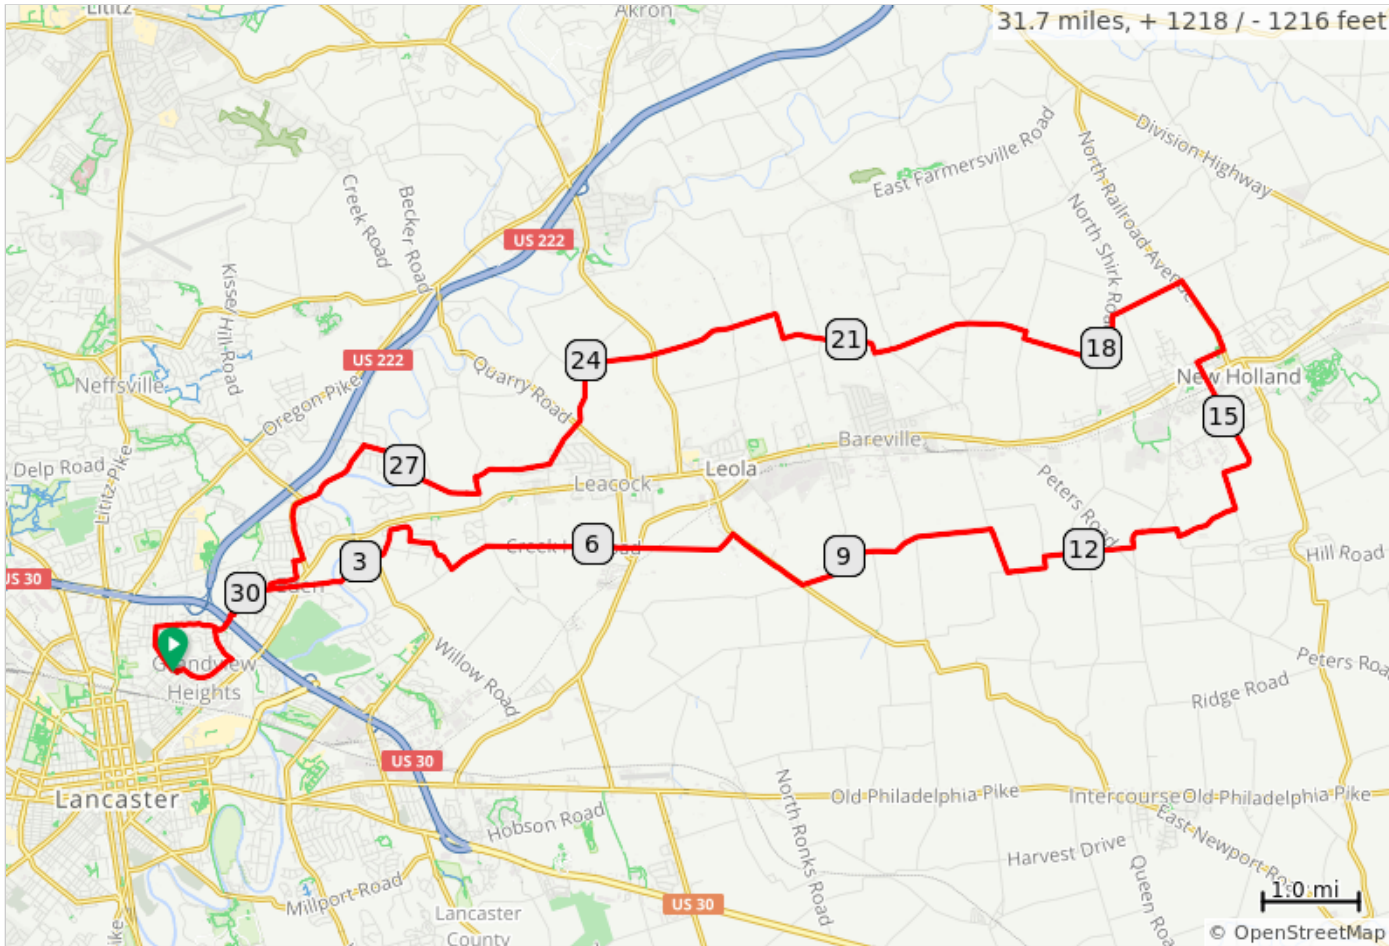 Lititz
Akron
31.7 miles, + 1218 / - 1216 feet
Division Highway
East Farmersville Road
North Railroad Avenue
North Shirk Road
Creek Road
Becker Road
US 222
Kissel Hill Road
US 222
24
21
18
Neffsville
Quarry Road
New Holland
Oregon Pike
15
Bareville
Lititz Pike
Delp Road
27
Leola
Leacock
Peters Road
6
9
12
3
Hill Road
US 30
30
Eden
Grandview
Heights
Willow Road
Peters Roa
Ridge Road
US 30
Lancaster
Old Philadelphia Pike
Intercourse
Old Philadelphia Pike
Hobson Road
North Ronks Road
East Newport Roa
Harvest Drive
Queen Roa
Millport Road
US 30
Lancaster
County
1.0 mi
© OpenStreetMap